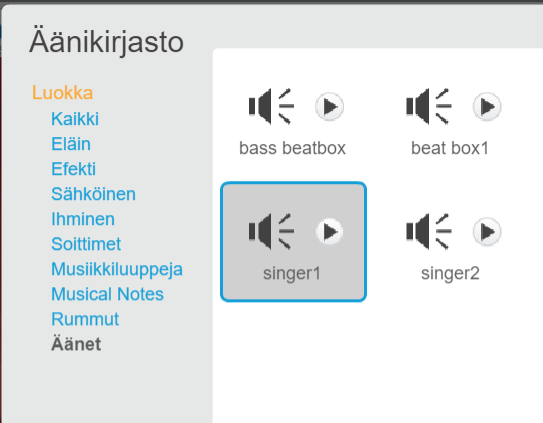 Äänikirjasto
Luokka
Kaikki
Eläin
Efekti
Sähköinen
Ihminen
Soittimet
Musiikkiluuppeja
Musical Notes
Rummut
Äänet
bass beatbox
beat box1
singer1
singer2